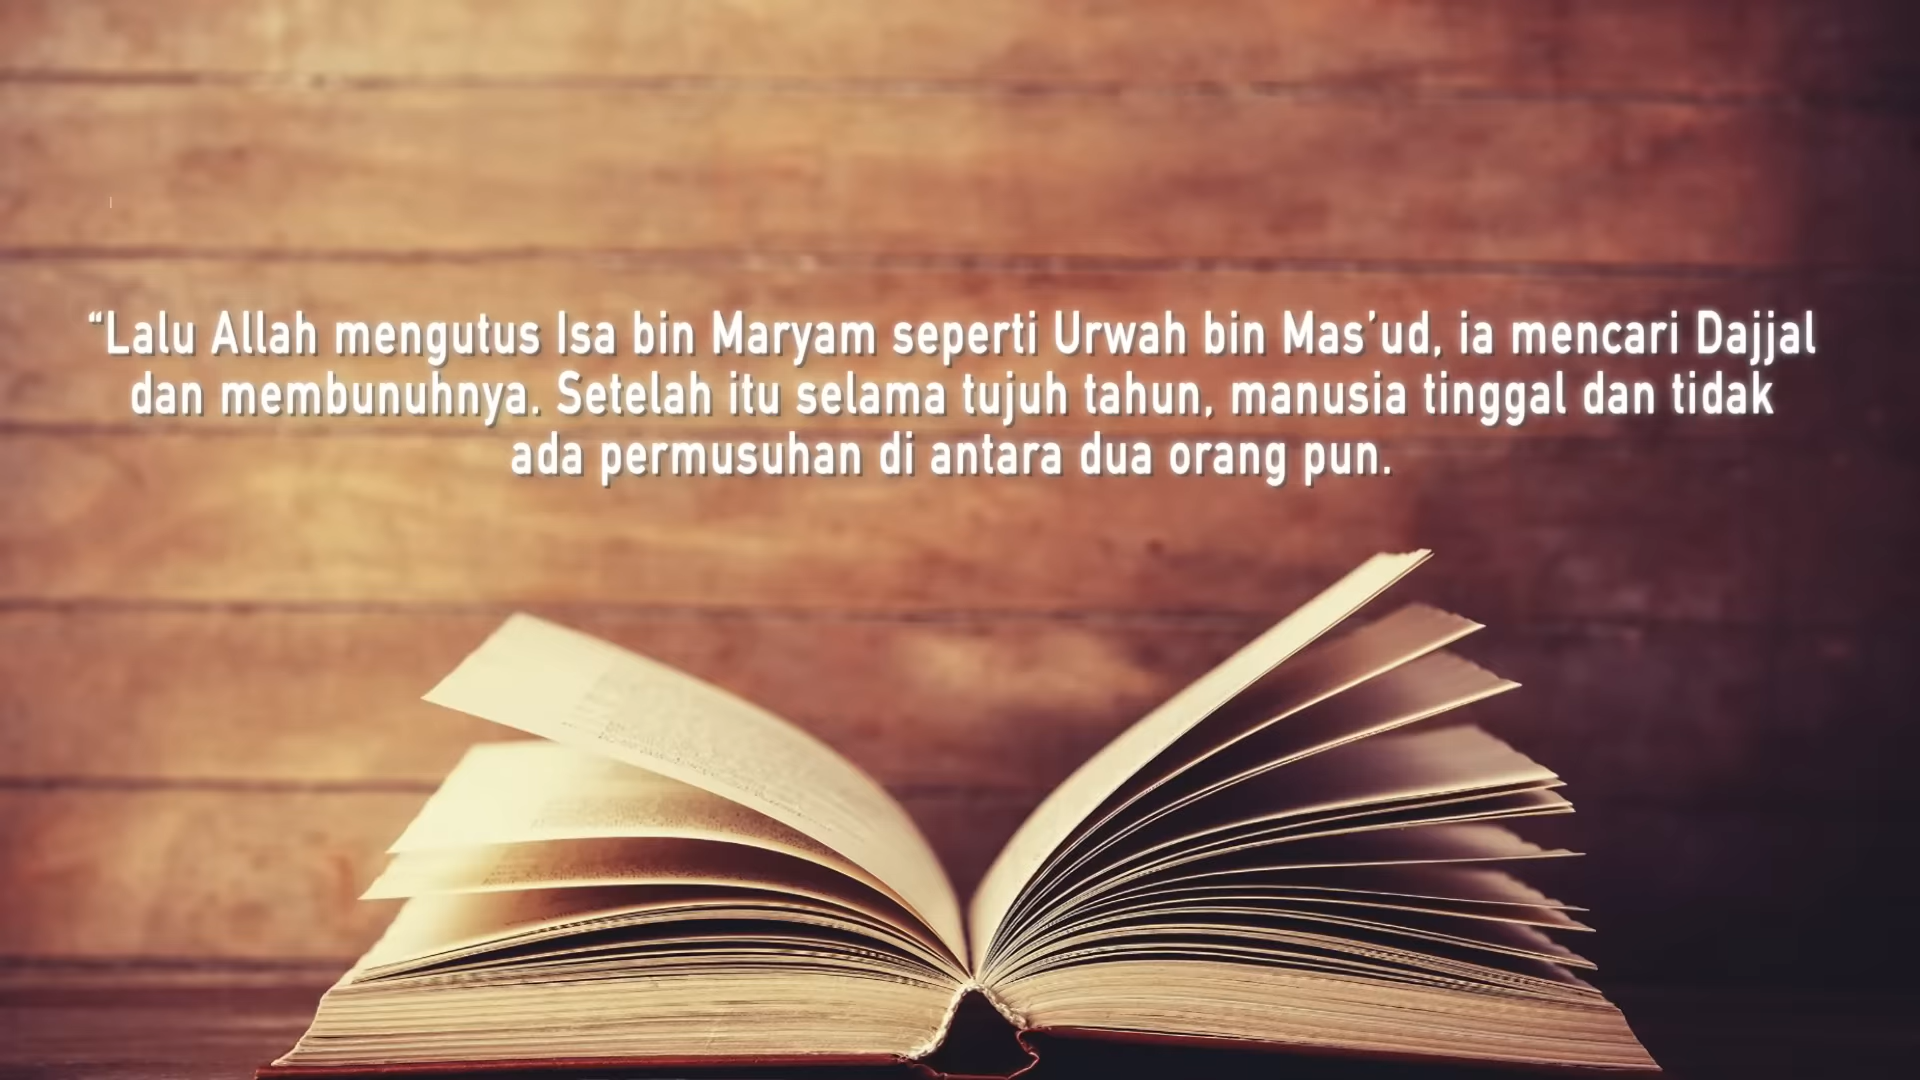 “Lalu Allah mengutus Isa bin Maryam seperti Urwah bin Mas’ud, ia mencari Dajjal
dan membunuhnya. Setelah itu selama tujuh tahun, manusia tinggal dan tidak
ada permusuhan di antara dua orang pun.